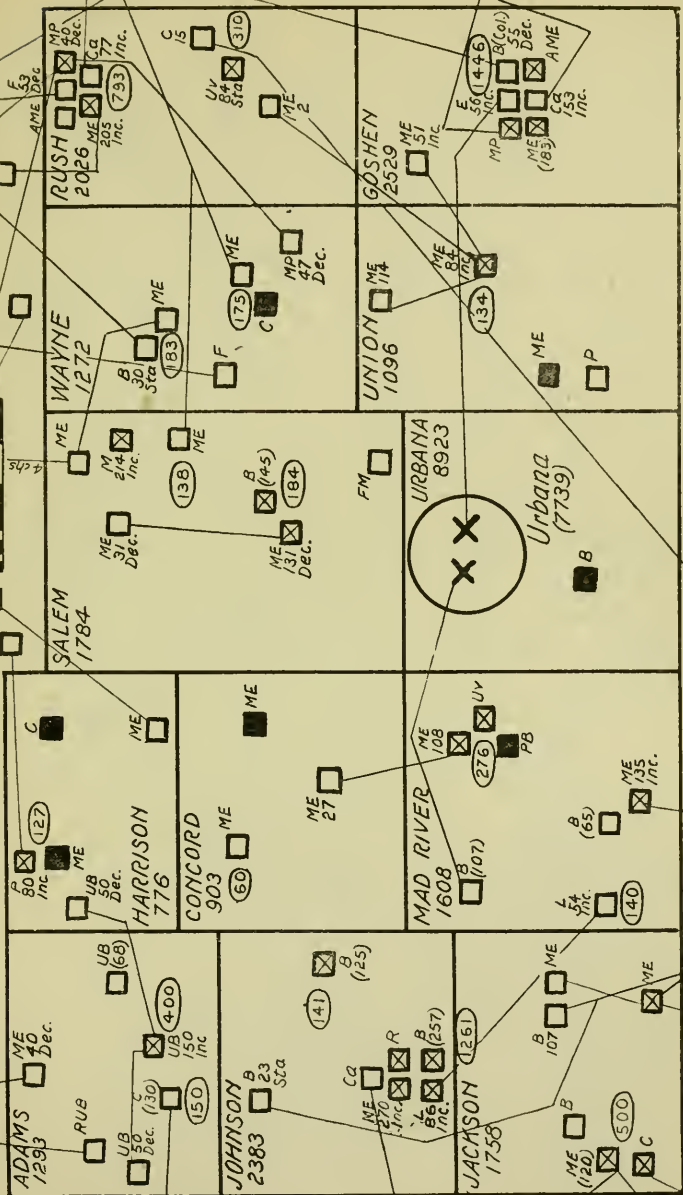 ADAMS
1293
ME
40
Dec.
RUB
UB
(68)
UB
50
Dec.
C
(130)
150
400
UB
150
Inc
P
80
Inc
127
ME
C
UB
50
Dec.
HARRISON
776
ME
4 chs
SALEM
1784
ME
M
214
Inc.
ME
31
Dec.
138
ME
B
(145)
184
ME
131
Dec.
FM
WAYNE
1272
ME
B
301
Sta
183
F
175
ME
C
MP
47
Dec.
RUSH
2026
AME
F
53
Dec
MP
40
Dec.
ME
205
Inc.
Ca
77
Inc.
793
C
15
310
Uv
84
Sta
ME
2
JOHNSON
2383
B
23
Sta
141
B
(125)
Ca
ME
270
Inc.
R
L
86
Inc.
B
(257)
1261
CONCORD
903
60
ME
ME
ME
27
UNION
1096
ME
114
ME
84
Inc
134
ME
P
GOSHEN
2529
ME
51
Inc
1446
MP
E
56
Inc.
B(Col)
55
Dec.
ME
(183)
Ca
153
Inc.
AME
JACKSON
1758
B
107
ME
B
ME
(120)
500
C
ME
MAD RIVER
1608
B
(107)
ME
108
276
Uv
PB
L
54
Inc.
140
B
(65)
ME
135
Inc.
URBANA
8923
Urbana
(7739)
B